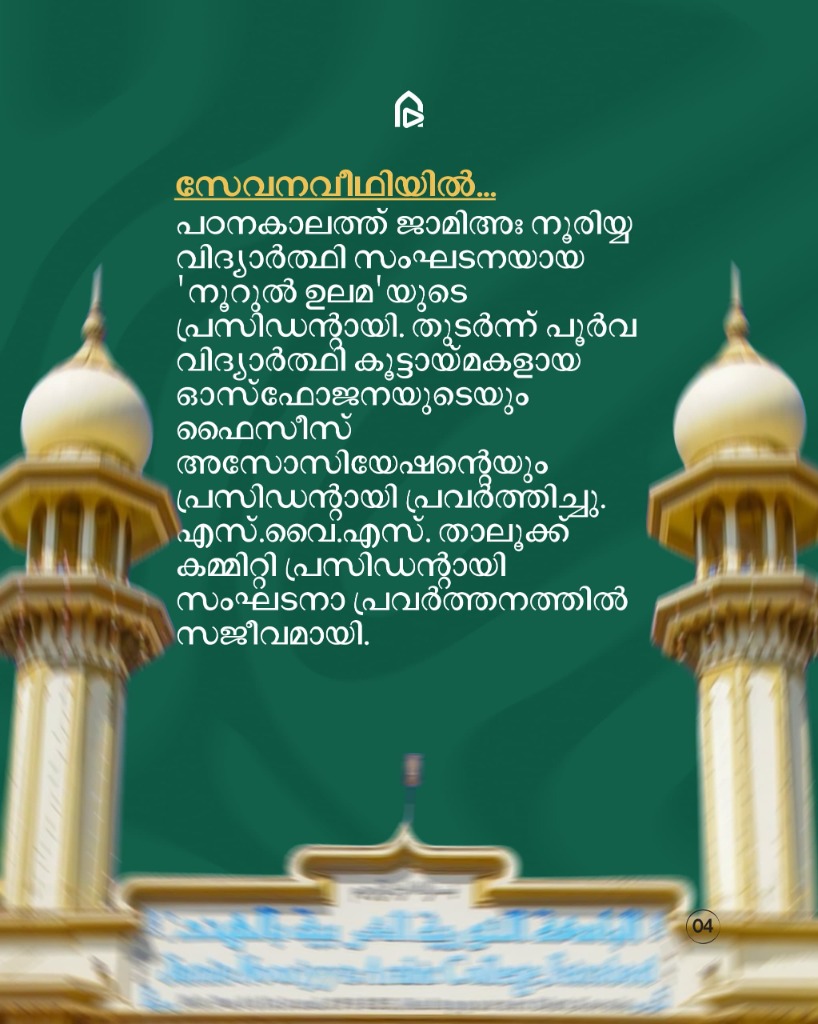 സേവനവീഥിയിൽ...
പഠനകാലത്ത് ജാമിഅഃ നൂരിയ്യ
വിദ്യാർത്ഥി സംഘടനയായ
'നൂറുൽ ഉലമ'യുടെ
പ്രസിഡന്റായി. തുടർന്ന് പൂർവ
വിദ്യാർത്ഥി കൂട്ടായ്മകളായ
ഓസ്ഫോജനയുടെയും
ഫൈസീസ്
അസോസിയേഷന്റെയും
പ്രസിഡന്റായി പ്രവർത്തിച്ചു.
എസ്.വൈ.എസ്. താലൂക്ക്
കമ്മിറ്റി പ്രസിഡന്റായി
സംഘടനാ പ്രവർത്തനത്തിൽ
സജീവമായി.
04